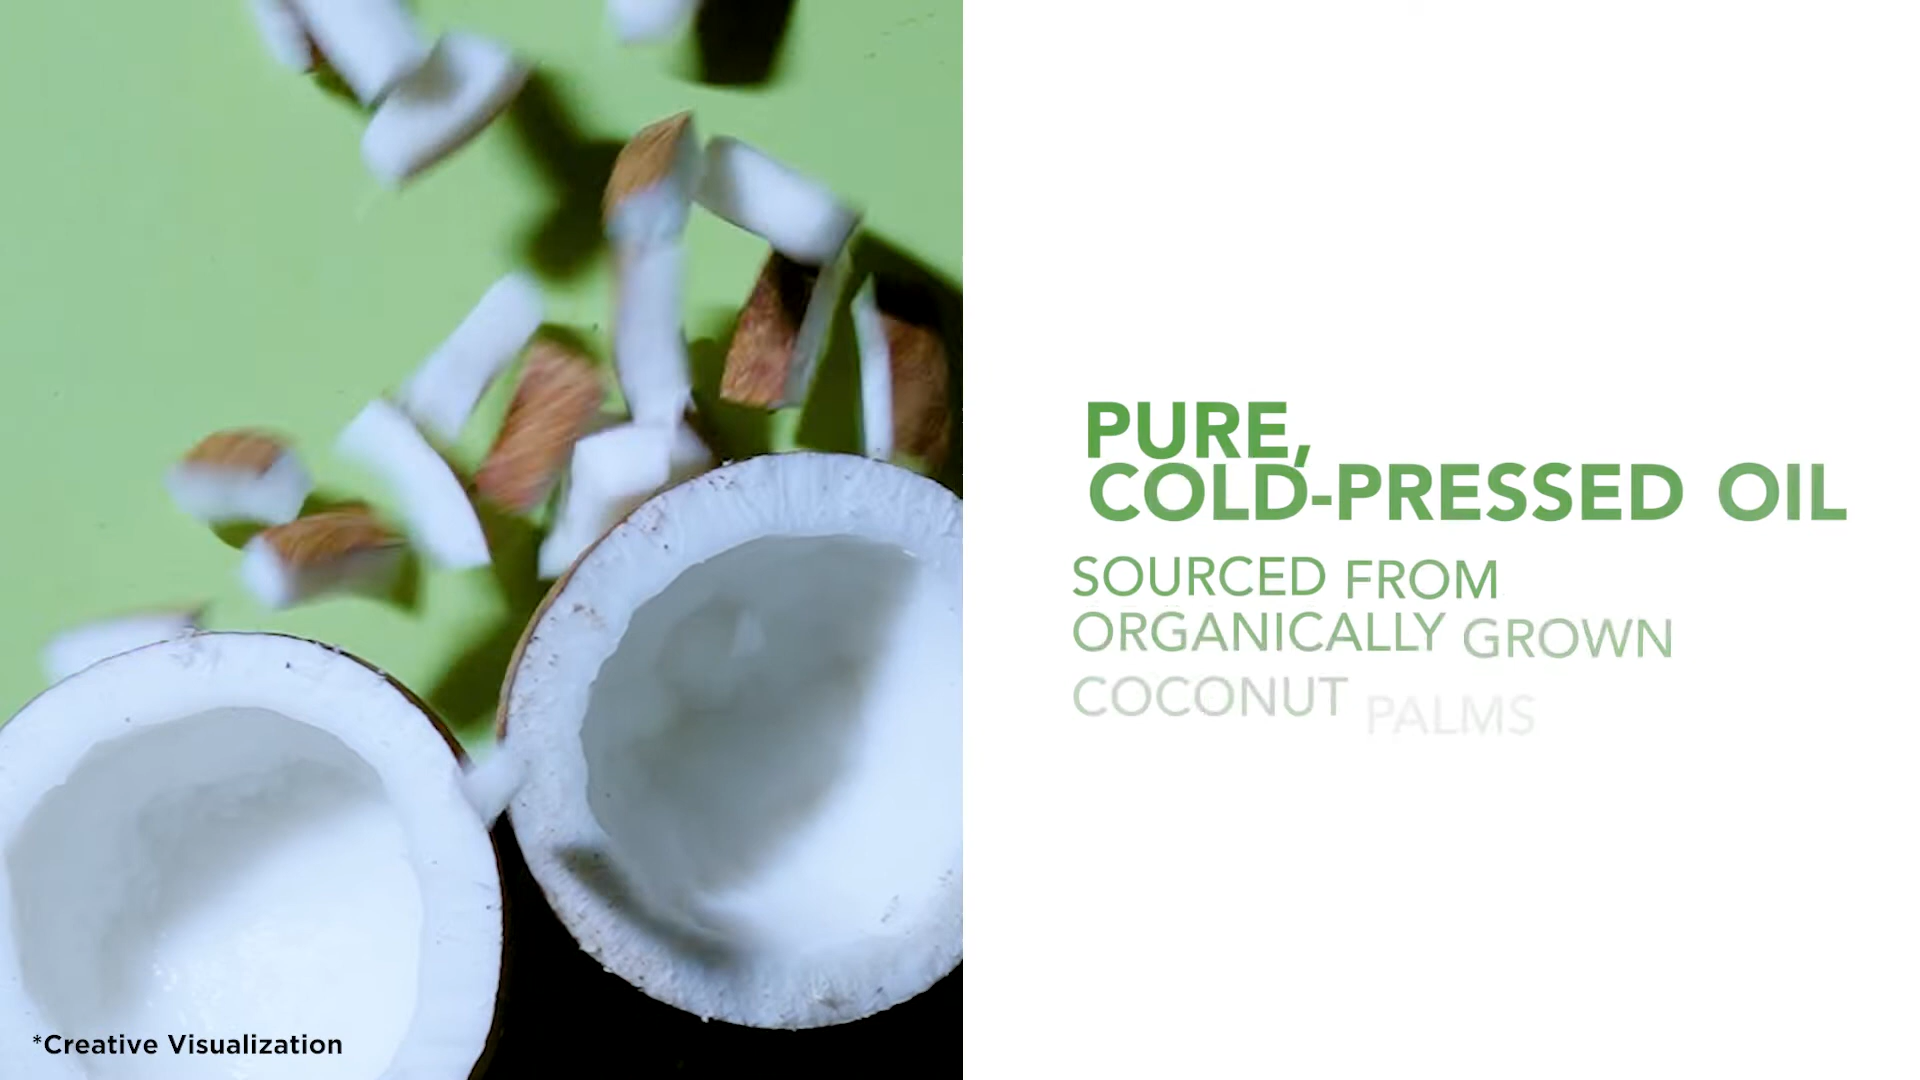 PURE,
COLD-PRESSED OIL
SOURCED FROM
ORGANICALLY GROWN
COCONUT PALMS
*Creative Visualization